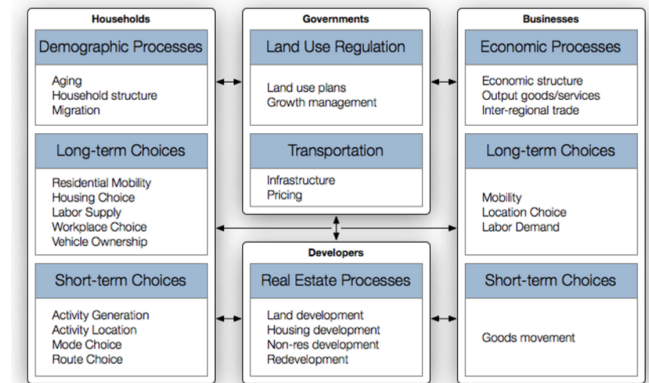 Households
Demographic Processes
Aging
Household structure
Migration
Long-term Choices
Residential Mobility
Housing Choice
Labor Supply
Workplace Choice
Vehicle Ownership
Short-term Choices
Activity Generation
Activity Location
Mode Choice
Route Choice
Governments
Land Use Regulation
Land use plans
Growth management
Transportation
Infrastructure
Pricing
Developers
Real Estate Processes
Land development
Housing development
Non-res development
Redevelopment
Businesses
Economic Processes
Economic structure
Output goods/services
Inter-regional trade
Long-term Choices
Mobility
Location Choice
Labor Demand
Short-term Choices
Goods movement